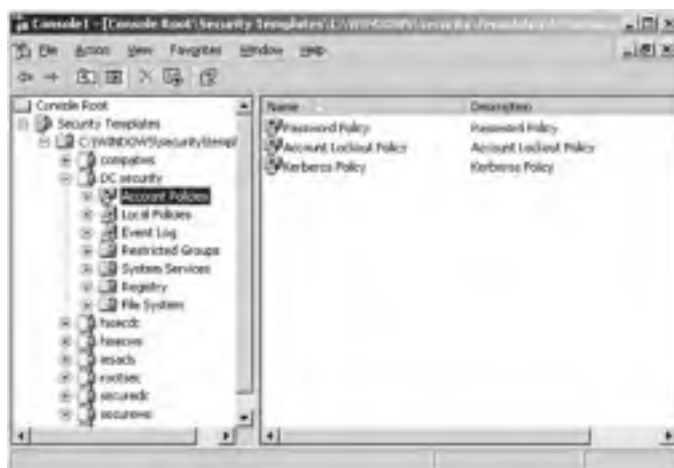 Console1 - [Console Root\Security Templates\C:\WINDOWS\security\templates\
File Action View Favorites Window Help
Console Root
Security Templates
C:\WINDOWS\security\templ
compatws
DC security
Account Policies
Local Policies
Event Log
Restricted Groups
System Services
Registry
File System
hisecdc
hisecws
rootsec
securedc
securews
Name Description
Password Policy Password Policy
Account Lockout Policy Account Lockout Policy
Kerberos Policy Kerberos Policy